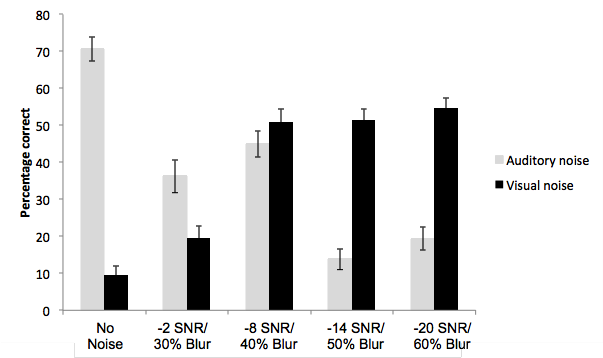 80
70
60
50
40
30
20
10
0
Percentage correct
No
Noise
-2 SNR/
30% Blur
-8 SNR/
40% Blur
-14 SNR/
50% Blur
-20 SNR/
60% Blur
Auditory noise
Visual noise